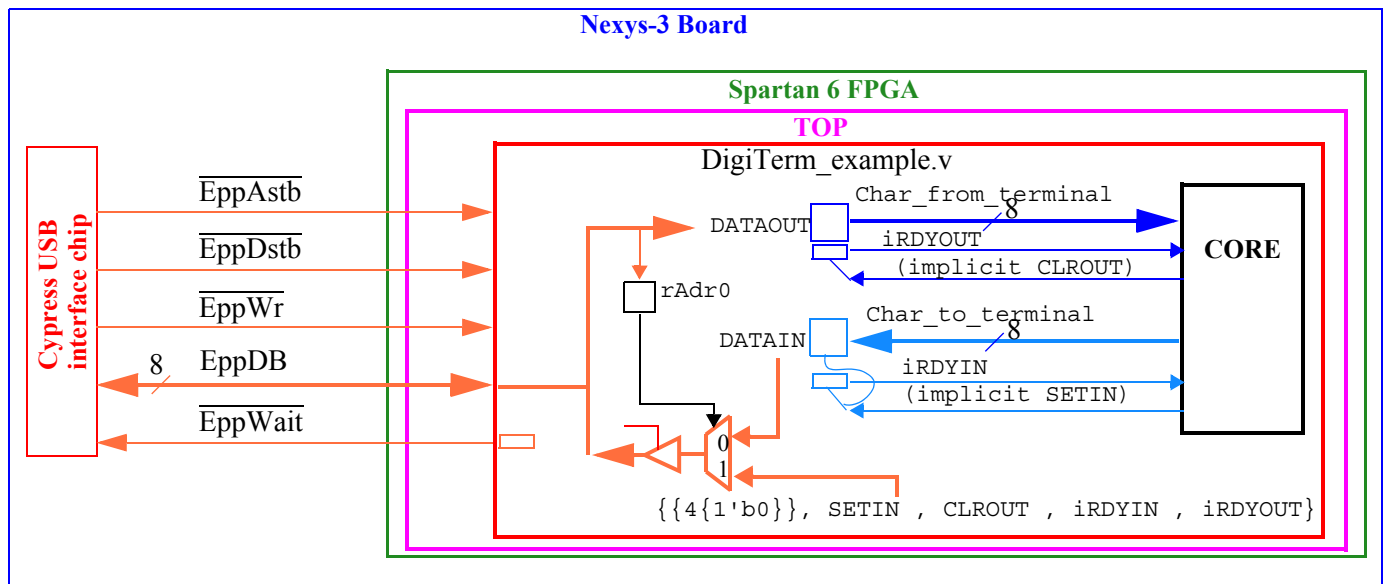 Nexys-3 Board
Spartan 6 FPGA
TOP
DigiTerm_example.v
Cypress USB
interface chip
EppAstb
EppDstb
EppWr
8
EppDB
EppWait
DATAOUT
Char_from_terminal
8
iRDYOUT
(implicit CLROUT)
CORE
rAdr0
Char_to_terminal
8
DATAIN
iRDYIN
(implicit SETIN)
0
1
{{4{1'b0}}, SETIN , CLROUT , iRDYIN , iRDYOUT}